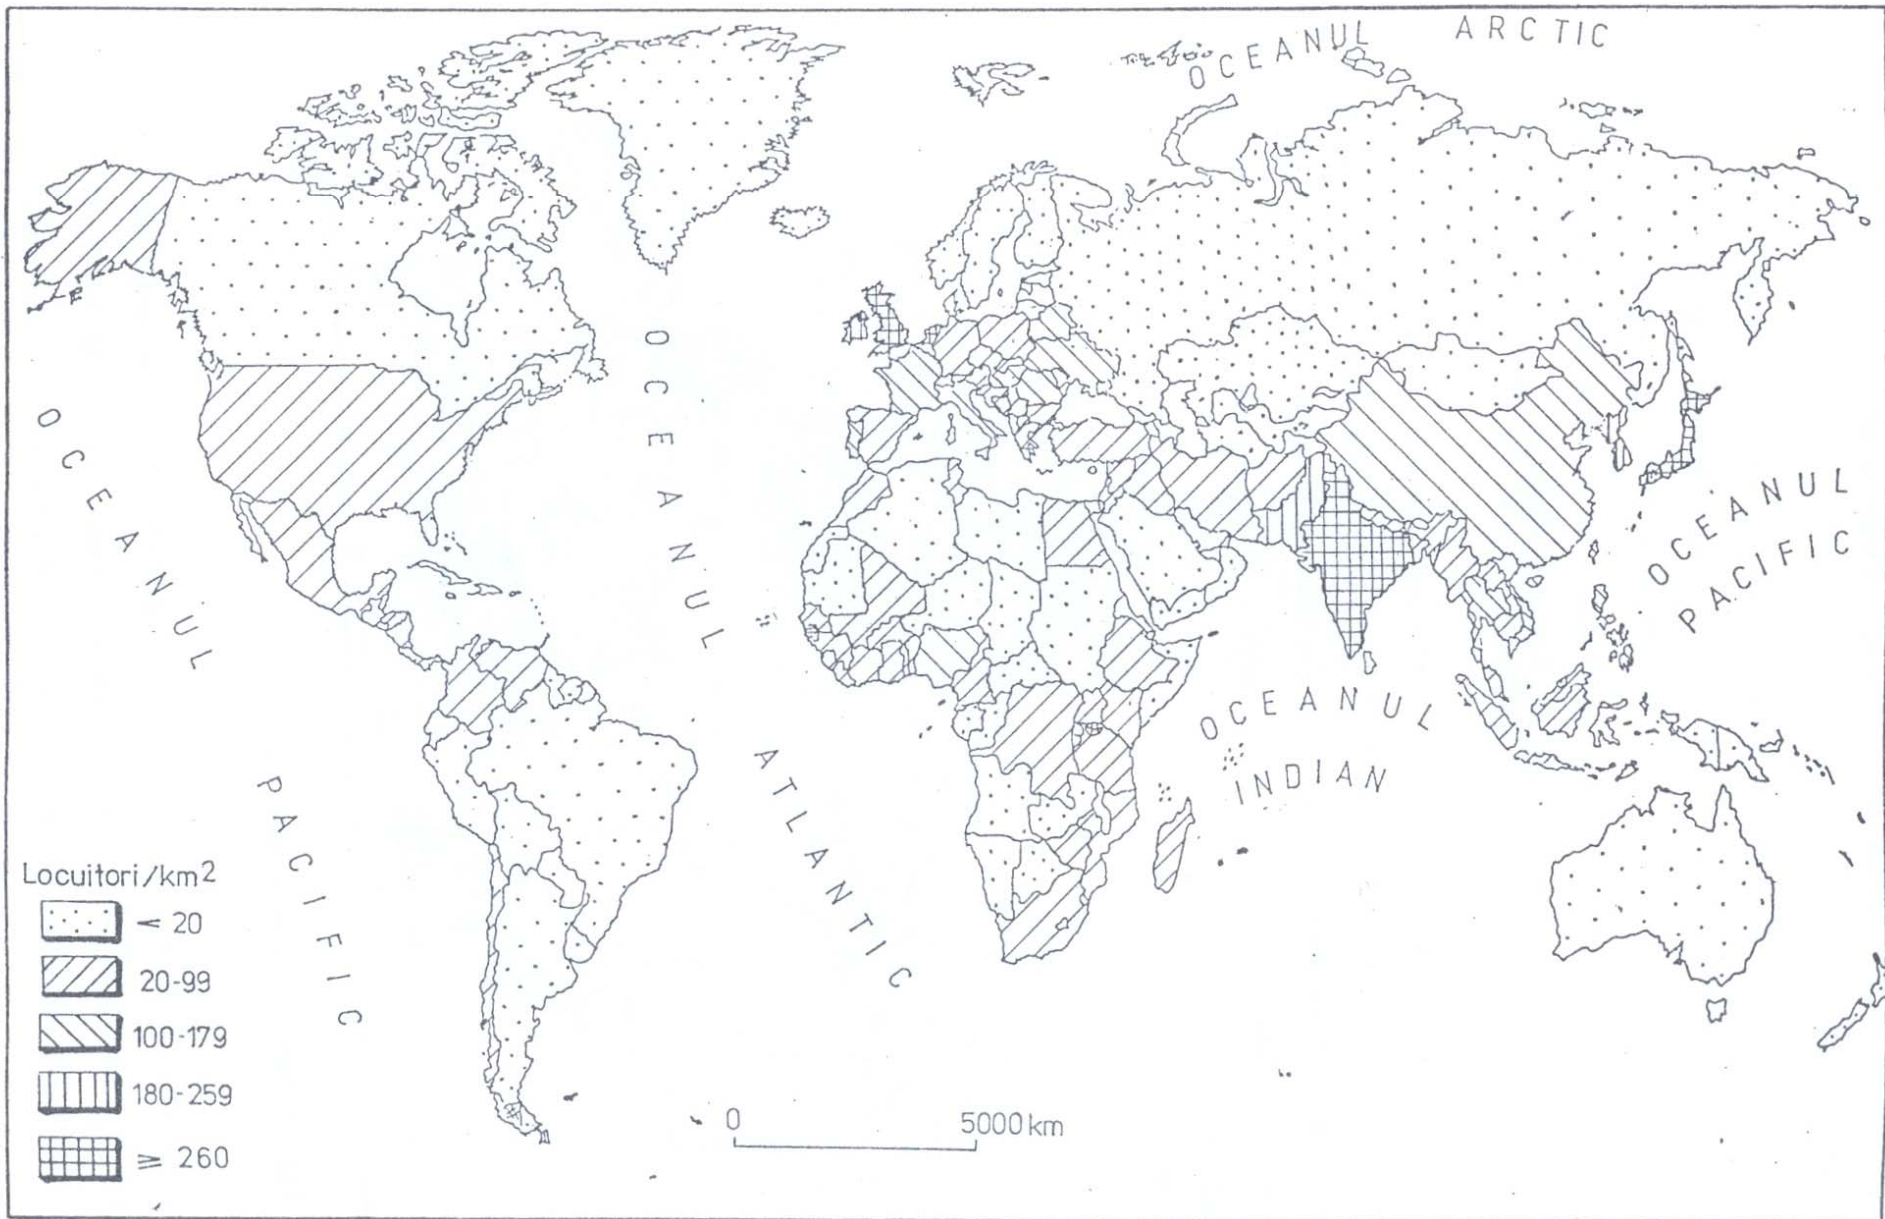 OCEANUL ARCTIC
OCEANUL
PACIFIC
OCEANUL
ATLANTIC
OCEANUL
PACIFIC
OCEANUL
INDIAN
Locuitori/km2
< 20
20-99
100-179
180-259
≥ 260
0 5000 km